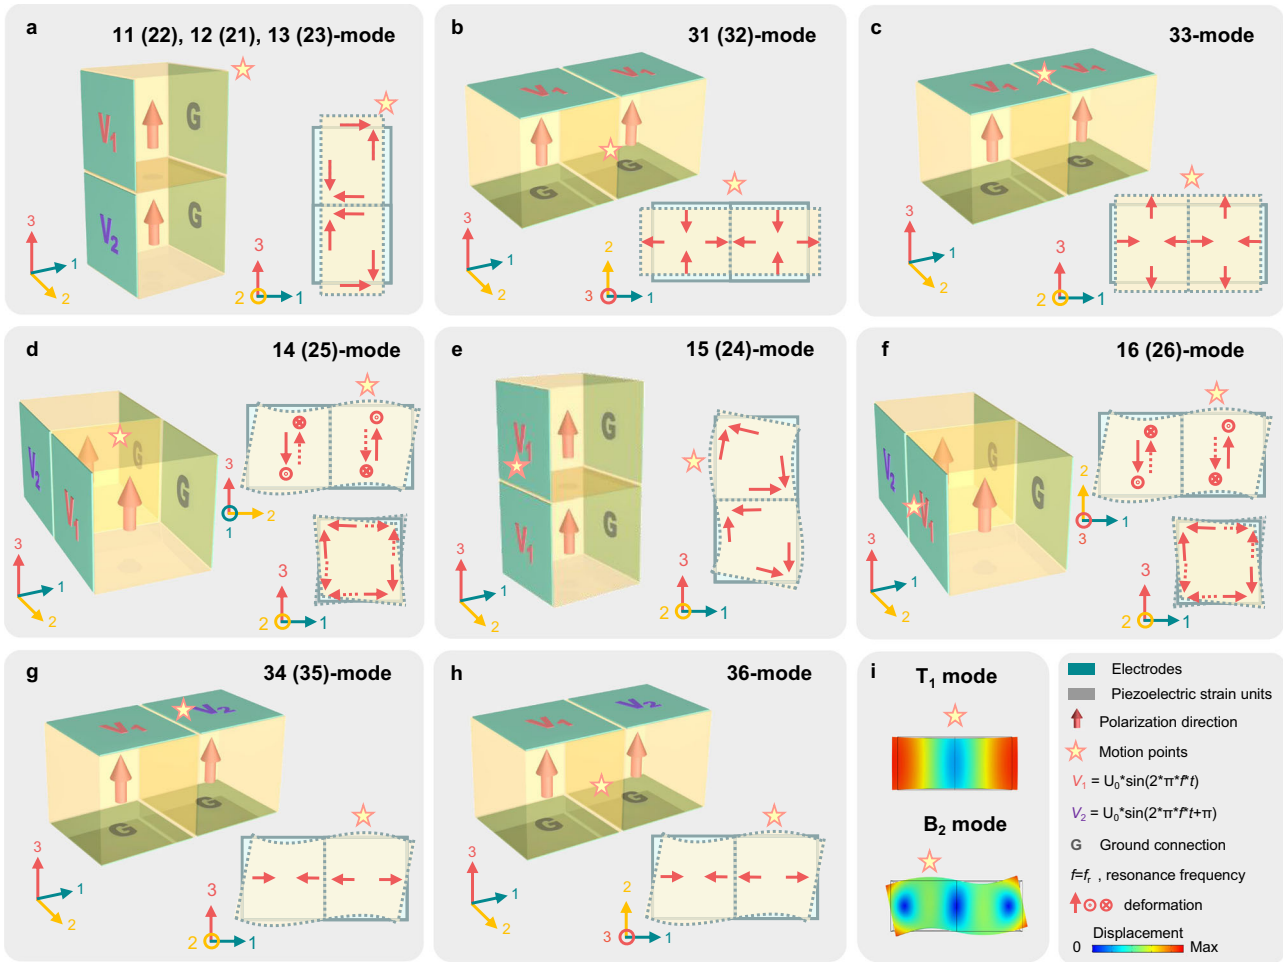 a
11 (22), 12 (21), 13 (23)-mode
V1
G
V2
G
3
1
2
3
2
1
b
31 (32)-mode
V1
V1
G
G
3
1
2
2
3
1
c
33-mode
V1
V1
G
G
3
1
2
3
2
1
d
14 (25)-mode
V2
V1
G
G
3
1
2
3
2
1
3
2
1
e
15 (24)-mode
V1
G
V1
G
3
1
2
3
2
1
f
16 (26)-mode
V2
V1
G
G
3
1
2
2
1
3
3
2
1
g
34 (35)-mode
V1
V2
G
G
3
1
2
3
2
1
h
36-mode
V1
V2
G
G
3
1
2
2
3
1
i
T1 mode
B2 mode
Electrodes
Piezoelectric strain units
Polarization direction
Motion points
V1 = U0*sin(2*π*f*t)
V2 = U0*sin(2*π*f*t+π)
G Ground connection
f=fr , resonance frequency
deformation
Displacement
0 Max